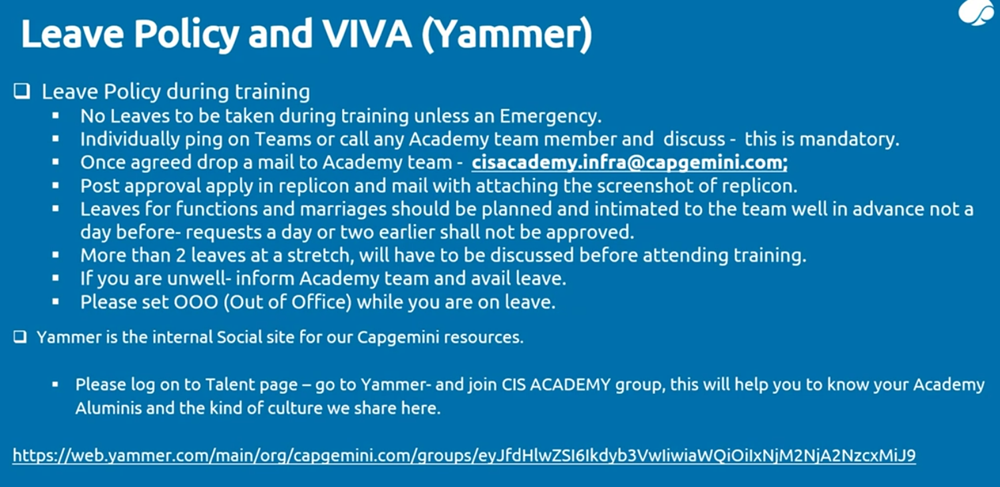 Leave Policy and VIVA (Yammer)
❑ Leave Policy during training
▪ No Leaves to be taken during training unless an Emergency.
▪ Individually ping on Teams or call any Academy team member and discuss - this is mandatory.
▪ Once agreed drop a mail to Academy team - cisacademy.infra@capgemini.com;
▪ Post approval apply in replicon and mail with attaching the screenshot of replicon.
▪ Leaves for functions and marriages should be planned and intimated to the team well in advance not a
day before- requests a day or two earlier shall not be approved.
▪ More than 2 leaves at a stretch, will have to be discussed before attending training.
▪ If you are unwell- inform Academy team and avail leave.
▪ Please set OOO (Out of Office) while you are on leave.
❑ Yammer is the internal Social site for our Capgemini resources.
▪ Please log on to Talent page – go to Yammer- and join CIS ACADEMY group, this will help you to know your Academy
Aluminis and the kind of culture we share here.
https://web.yammer.com/main/org/capgemini.com/groups/eyJfdHlwZSI6Ikdyb3VwIiwiaWQiOiIxNjM2NjA2NzcxMiJ9